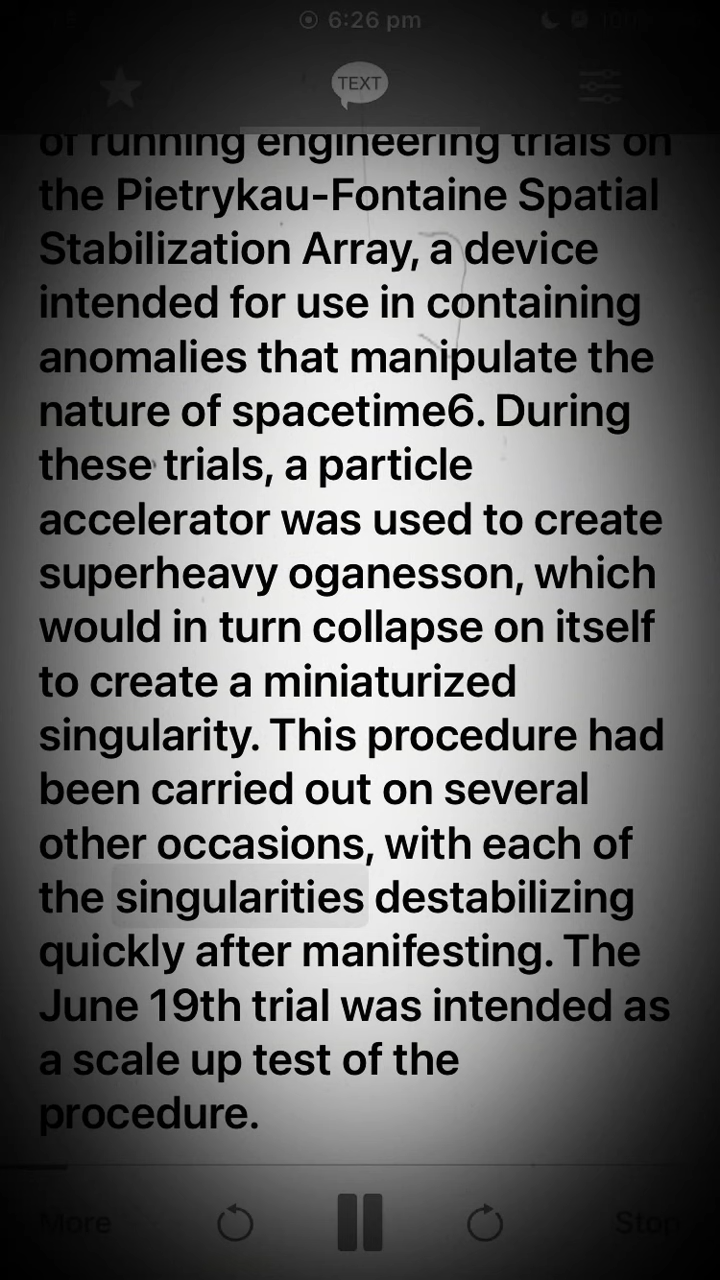 6:26 pm
TEXT
of running engineering trials on
the Pietrykau-Fontaine Spatial
Stabilization Array, a device
intended for use in containing
anomalies that manipulate the
nature of spacetime6. During
these trials, a particle
accelerator was used to create
superheavy oganesson, which
would in turn collapse on itself
to create a miniaturized
singularity. This procedure had
been carried out on several
other occasions, with each of
the singularities destabilizing
quickly after manifesting. The
June 19th trial was intended as
a scale up test of the
procedure.
More
Stop